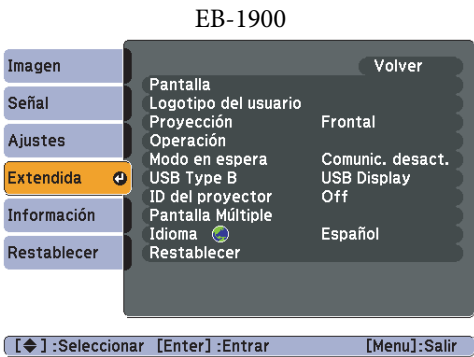 EB-1900
Imagen
Señal
Ajustes
Extendida
Información
Restablecer
Volver
Pantalla
Logotipo del usuario
Proyección Frontal
Operación
Modo en espera Comunic. desact.
USB Type B USB Display
ID del proyector Off
Pantalla Múltiple
Idioma Español
Restablecer
[◆] :Seleccionar [Enter] :Entrar [Menu]:Salir